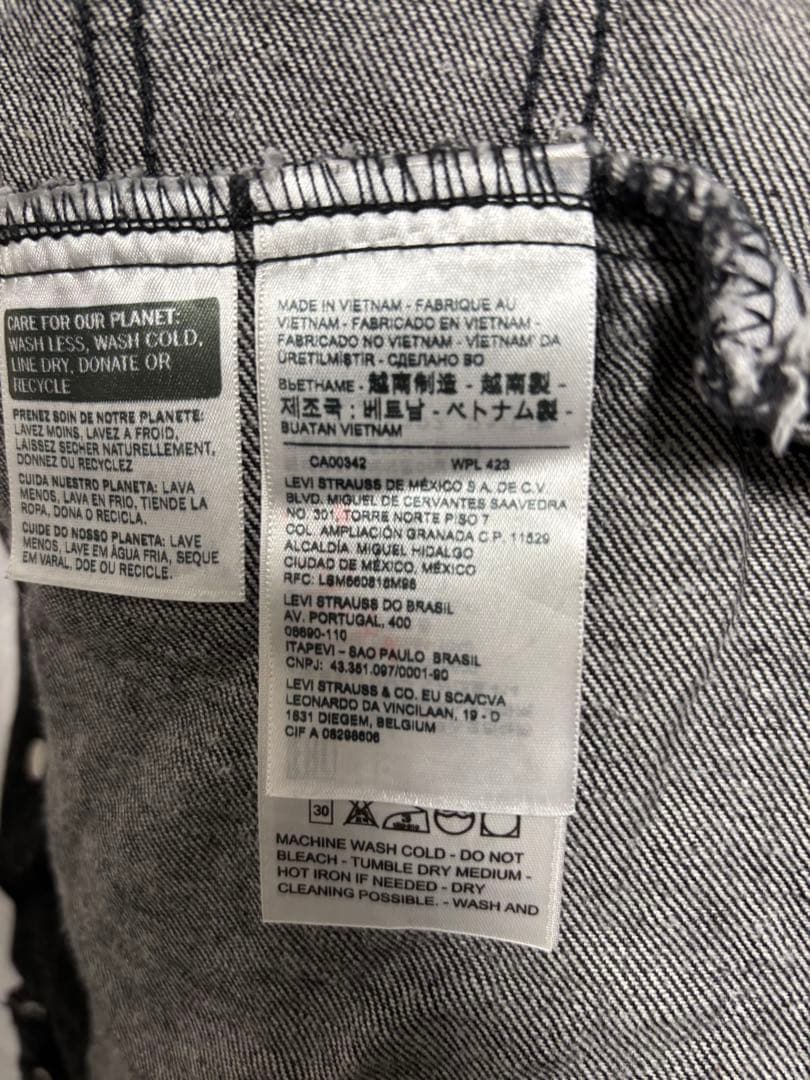 CARE FOR OUR PLANET:
WASH LESS, WASH COLD,
LINE DRY, DONATE OR
RECYCLE
PRENEZ SOIN DE NOTRE PLANETE:
LAVEZ MOINS, LAVEZ A FROID,
LAISSEZ SECHER NATURELLEMENT,
DONNEZ OU RECYCLEZ
CUIDA NUESTRO PLANETA: LAVA
MENOS, LAVA EN FRIO, TIENDE LA
ROPA, DONA O RECICLA.
CUIDE DO NOSSO PLANETA: LAVE
MENOS, LAVE EM ÁGUA FRIA, SEQUE
EM VARAL, DOE OU RECICLE.
MADE IN VIETNAM - FABRIQUE AU
VIETNAM - FABRICADO EN VIETNAM -
FABRICADO NO VIETNAM - VİETNAM' DA
ÜRETILMİSTİR - СДЕЛАНО ВО
ВЬЕТНАМЕ - 越南制造 - 越南製 -
제조국 : 베트남 - ベトナム製 -
BUATAN VIETNAM
CA00342 WPL 423
LEVI STRAUSS DE MÉXICO S A. DE C.V.
BLVD. MIGUEL DE CERVANTES SAAVEDRA
NO. 301, TORRE NORTE PISO 7
COL. AMPLIACIÓN GRANADA C.P. 11529
ALCALDÍA MIGUEL HIDALGO
CIUDAD DE MÉXICO, MÉXICO
RFC: LSM660816M98
LEVI STRAUSS DO BRASIL
AV. PORTUGAL, 400
06690-110
ITAPEVI - SAO PAULO BRASIL
CNPJ: 43.351.097/0001-90
LEVI STRAUSS & CO. EU SCA/CVA
LEONARDO DA VINCILAAN, 19 - D
1831 DIEGEM, BELGIUM
CIF A 08298606
30
MACHINE WASH COLD - DO NOT
BLEACH - TUMBLE DRY MEDIUM -
HOT IRON IF NEEDED - DRY
CLEANING POSSIBLE. - WASH AND